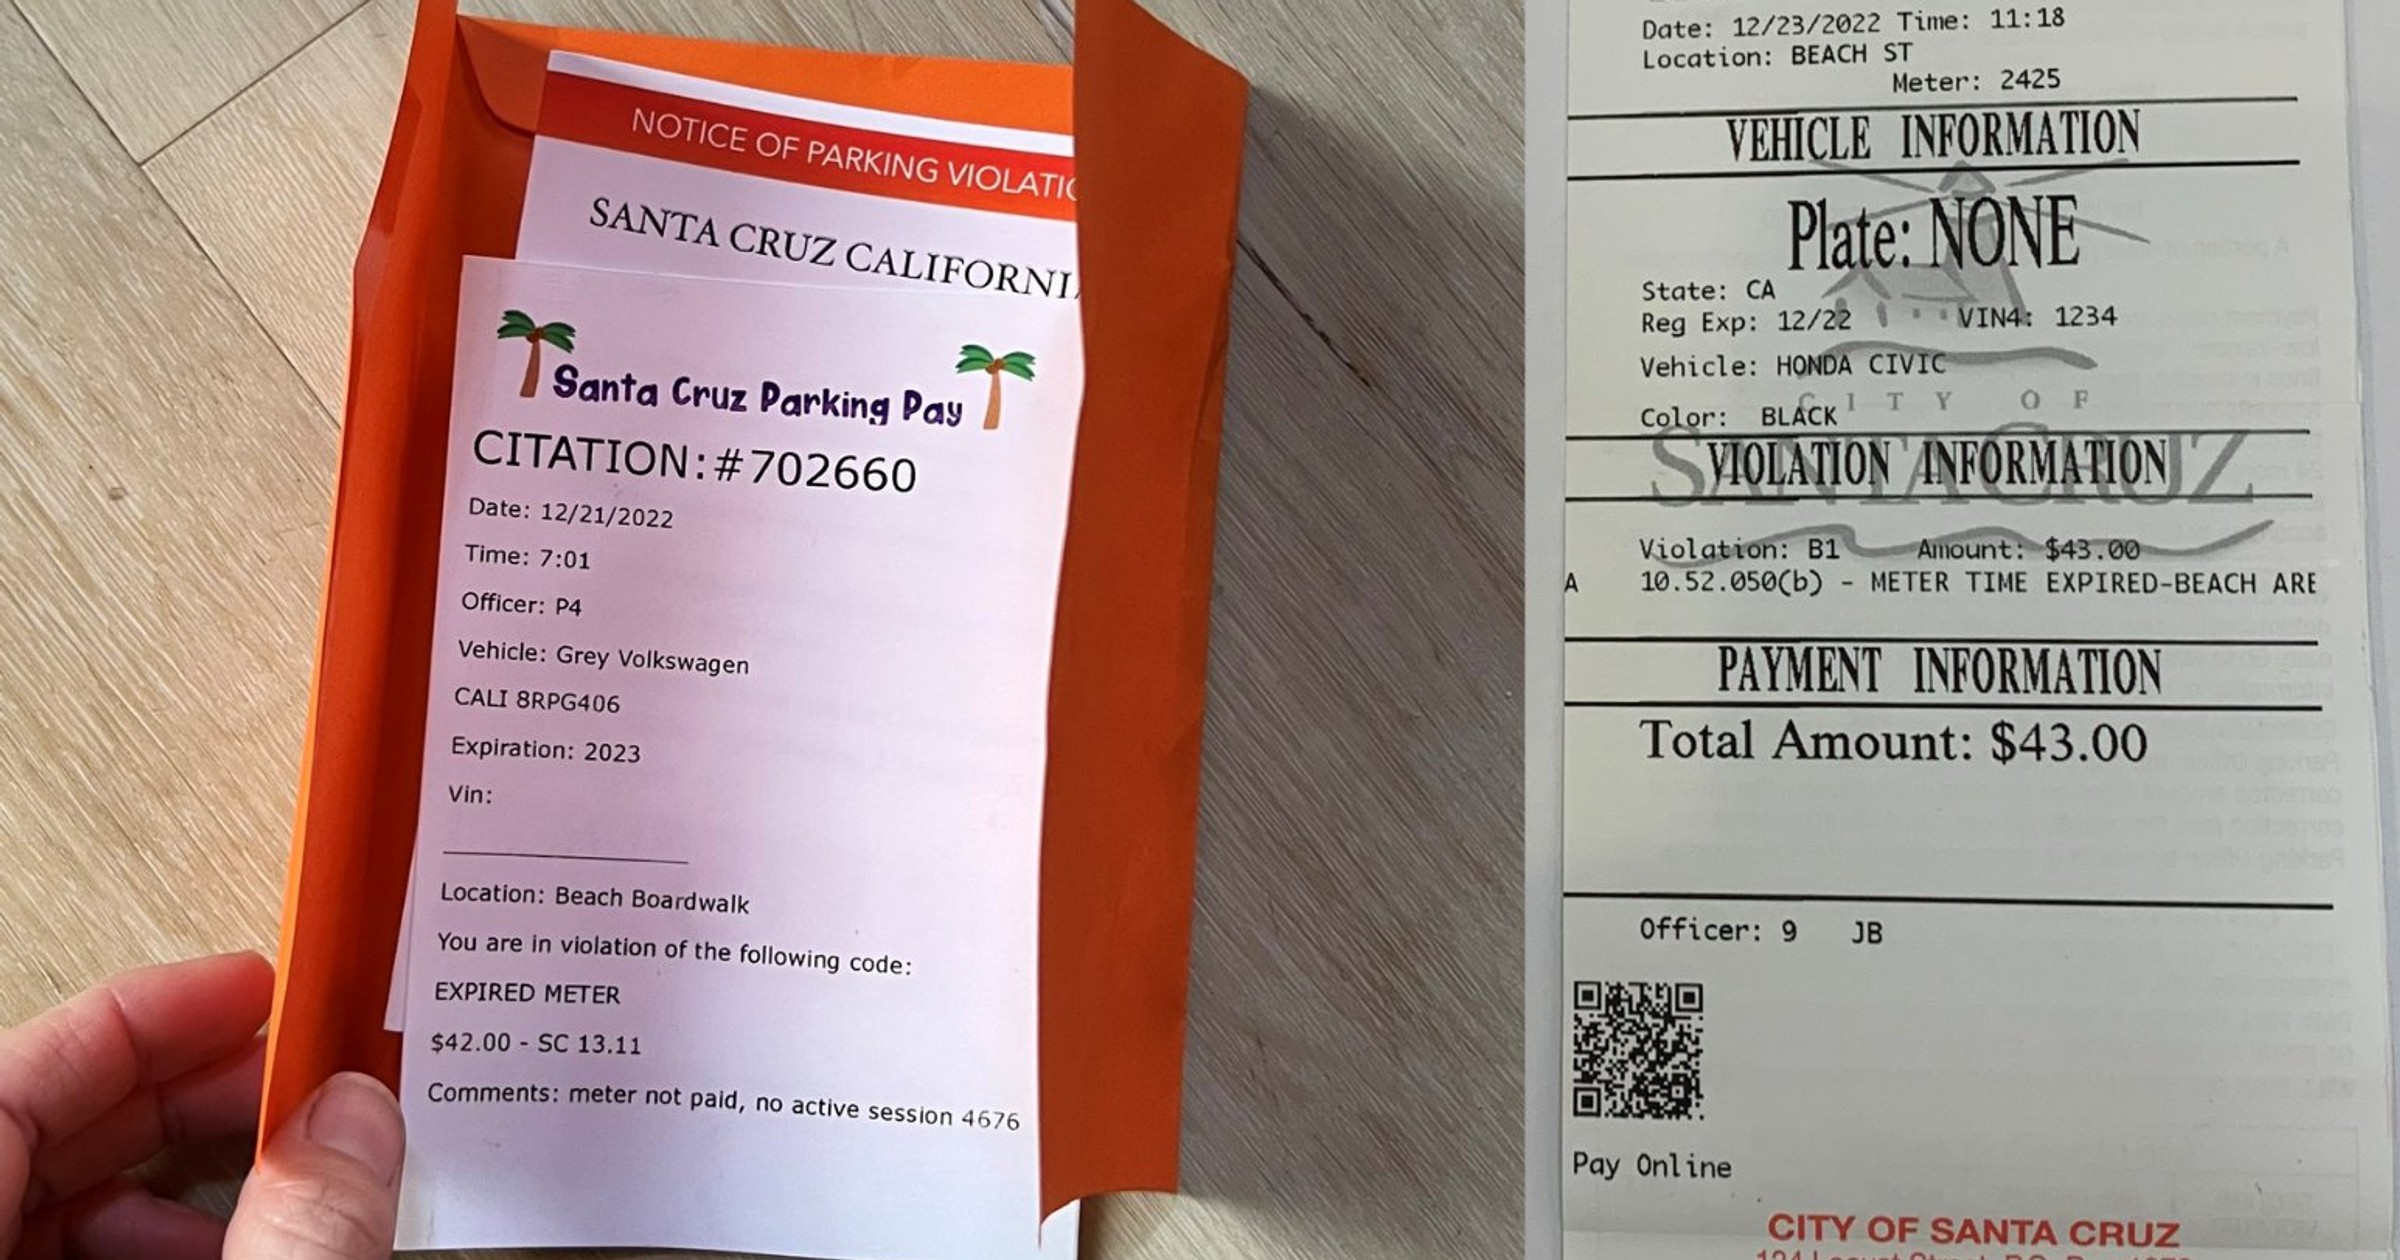 NOTICE OF PARKING VIOLATIO
SANTA CRUZ CALIFORNIA
Santa Cruz Parking Pay
CITATION:#702660
Date: 12/21/2022
Time: 7:01
Officer: P4
Vehicle: Grey Volkswagen
CALI 8RPG406
Expiration: 2023
Vin:
Location: Beach Boardwalk
You are in violation of the following code:
EXPIRED METER
$42.00 - SC 13.11
Comments: meter not paid, no active session 4676
Date: 12/23/2022 Time: 11:18
Location: BEACH ST
Meter: 2425
VEHICLE INFORMATION
Plate: NONE
State: CA
Reg Exp: 12/22 VIN4: 1234
Vehicle: HONDA CIVIC
Color: BLACK
CITY OF
SANTA CRUZ
VIOLATION INFORMATION
Violation: B1 Amount: $43.00
A 10.52.050(b) - METER TIME EXPIRED-BEACH ARE
PAYMENT INFORMATION
Total Amount: $43.00
Officer: 9 JB
Pay Online
CITY OF SANTA CRUZ